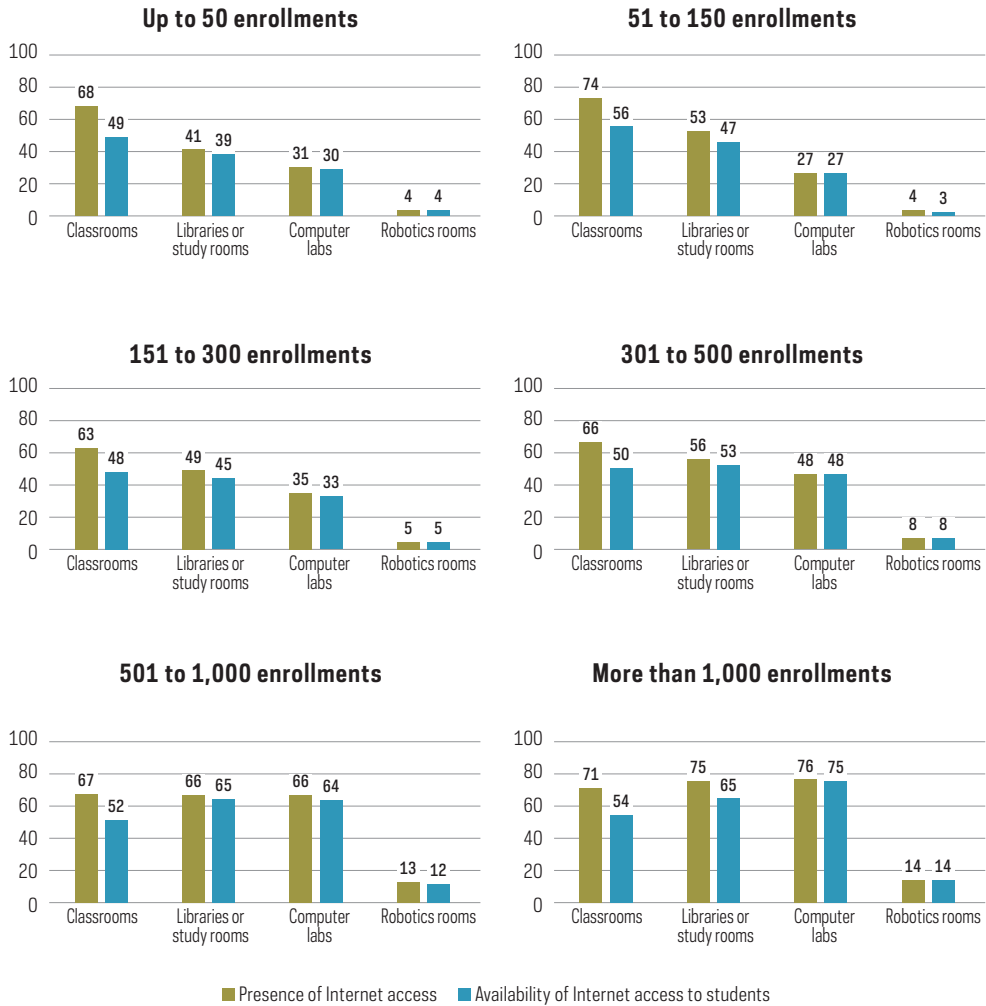 Up to 50 enrollments
100
80
60
40
20
0
68
49
41
39
31
30
4
4
Classrooms
Libraries or
study rooms
Computer
labs
Robotics rooms
51 to 150 enrollments
100
80
60
40
20
0
74
56
53
47
27
27
4
3
Classrooms
Libraries or
study rooms
Computer
labs
Robotics rooms
151 to 300 enrollments
100
80
60
40
20
0
63
48
49
45
35
33
5
5
Classrooms
Libraries or
study rooms
Computer
labs
Robotics rooms
301 to 500 enrollments
100
80
60
40
20
0
66
50
56
53
48
48
8
8
Classrooms
Libraries or
study rooms
Computer
labs
Robotics rooms
501 to 1,000 enrollments
100
80
60
40
20
0
67
52
66
65
66
64
13
12
Classrooms
Libraries or
study rooms
Computer
labs
Robotics rooms
More than 1,000 enrollments
100
80
60
40
20
0
71
54
75
65
76
75
14
14
Classrooms
Libraries or
study rooms
Computer
labs
Robotics rooms
Presence of Internet access
Availability of Internet access to students